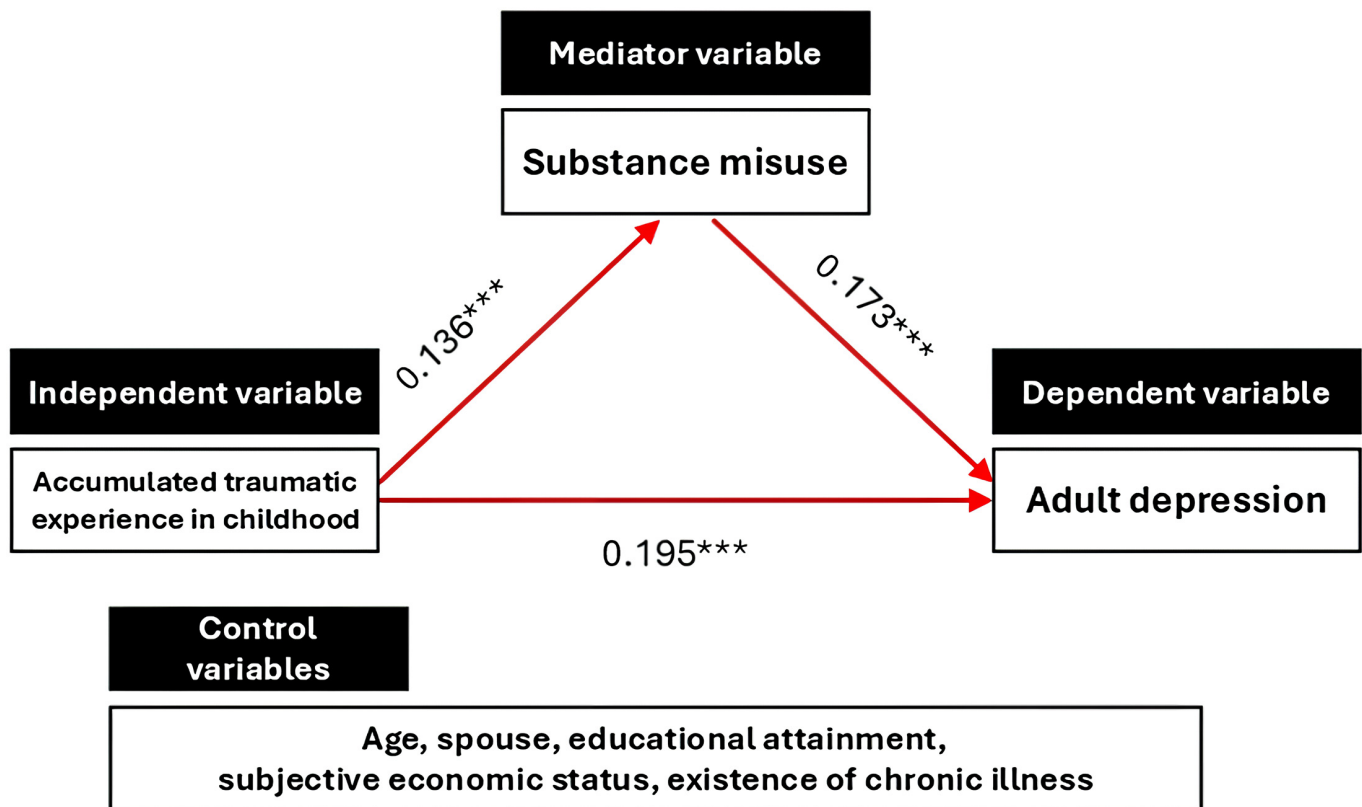 Mediator variable
Substance misuse
0.136***
0.173***
Independent variable
Accumulated traumatic
experience in childhood
Dependent variable
Adult depression
0.195***
Control
variables
Age, spouse, educational attainment,
subjective economic status, existence of chronic illness